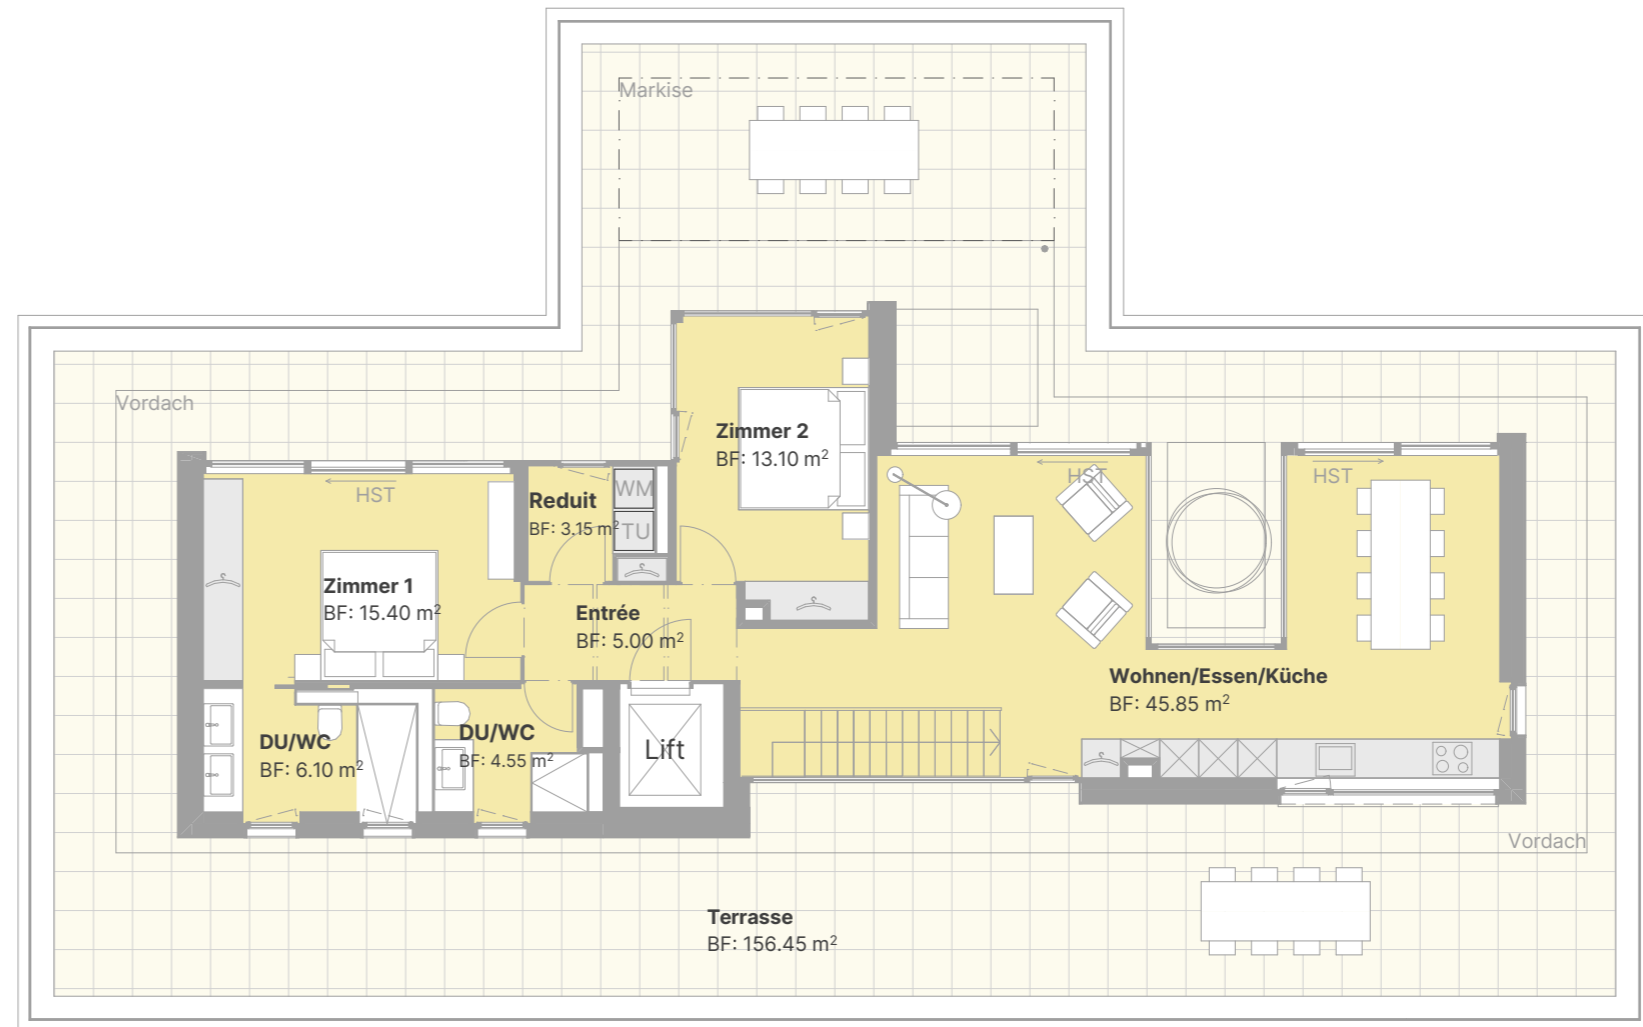 Markise
Vordach
Zimmer 2
BF: 13.10 m²
HST
HST
HST
Reduit
BF: 3.15 m²
WM
TU
Zimmer 1
BF: 15.40 m²
Entrée
BF: 5.00 m²
Wohnen/Essen/Küche
BF: 45.85 m²
DU/WC
BF: 6.10 m²
DU/WC
BF: 4.55 m²
Lift
Vordach
Terrasse
BF: 156.45 m²